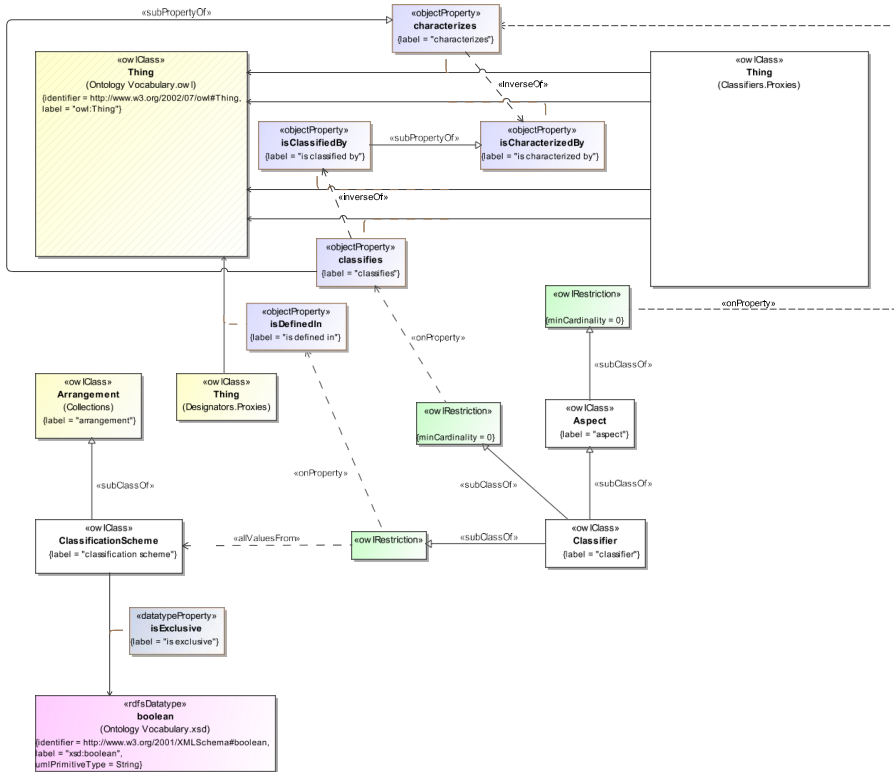 «subPropertyOf»
«objectProperty»
characterizes
{label = "characterizes"}
«owlClass»
Thing
(Ontology Vocabulary.owl)
{identifier = http://www.w3.org/2002/07/owl#Thing,
label = "owl:Thing"}
«owlClass»
Thing
(Classifiers.Proxies)
«inverseOf»
«objectProperty»
isClassifiedBy
{label = "is classified by"}
«subPropertyOf»
«objectProperty»
isCharacterizedBy
{label = "is characterized by"}
«inverseOf»
«objectProperty»
classifies
{label = "classifies"}
«owlRestriction»
{minCardinality = 0}
«onProperty»
«objectProperty»
isDefinedIn
{label = "is defined in"}
«onProperty»
«subClassOf»
«owlClass»
Arrangement
(Collections)
{label = "arrangement"}
«owlClass»
Thing
(Designators.Proxies)
«owlRestriction»
{minCardinality = 0}
«owlClass»
Aspect
{label = "aspect"}
«onProperty»
«subClassOf»
«subClassOf»
«subClassOf»
«owlClass»
ClassificationScheme
{label = "classification scheme"}
«allValuesFrom»
«owlRestriction»
«subClassOf»
«owlClass»
Classifier
{label = "classifier"}
«datatypeProperty»
isExclusive
{label = "is exclusive"}
«rdfsDatatype»
boolean
(Ontology Vocabulary.xsd)
{identifier = http://www.w3.org/2001/XMLSchema#boolean,
label = "xsd:boolean",
umlPrimitiveType = String}